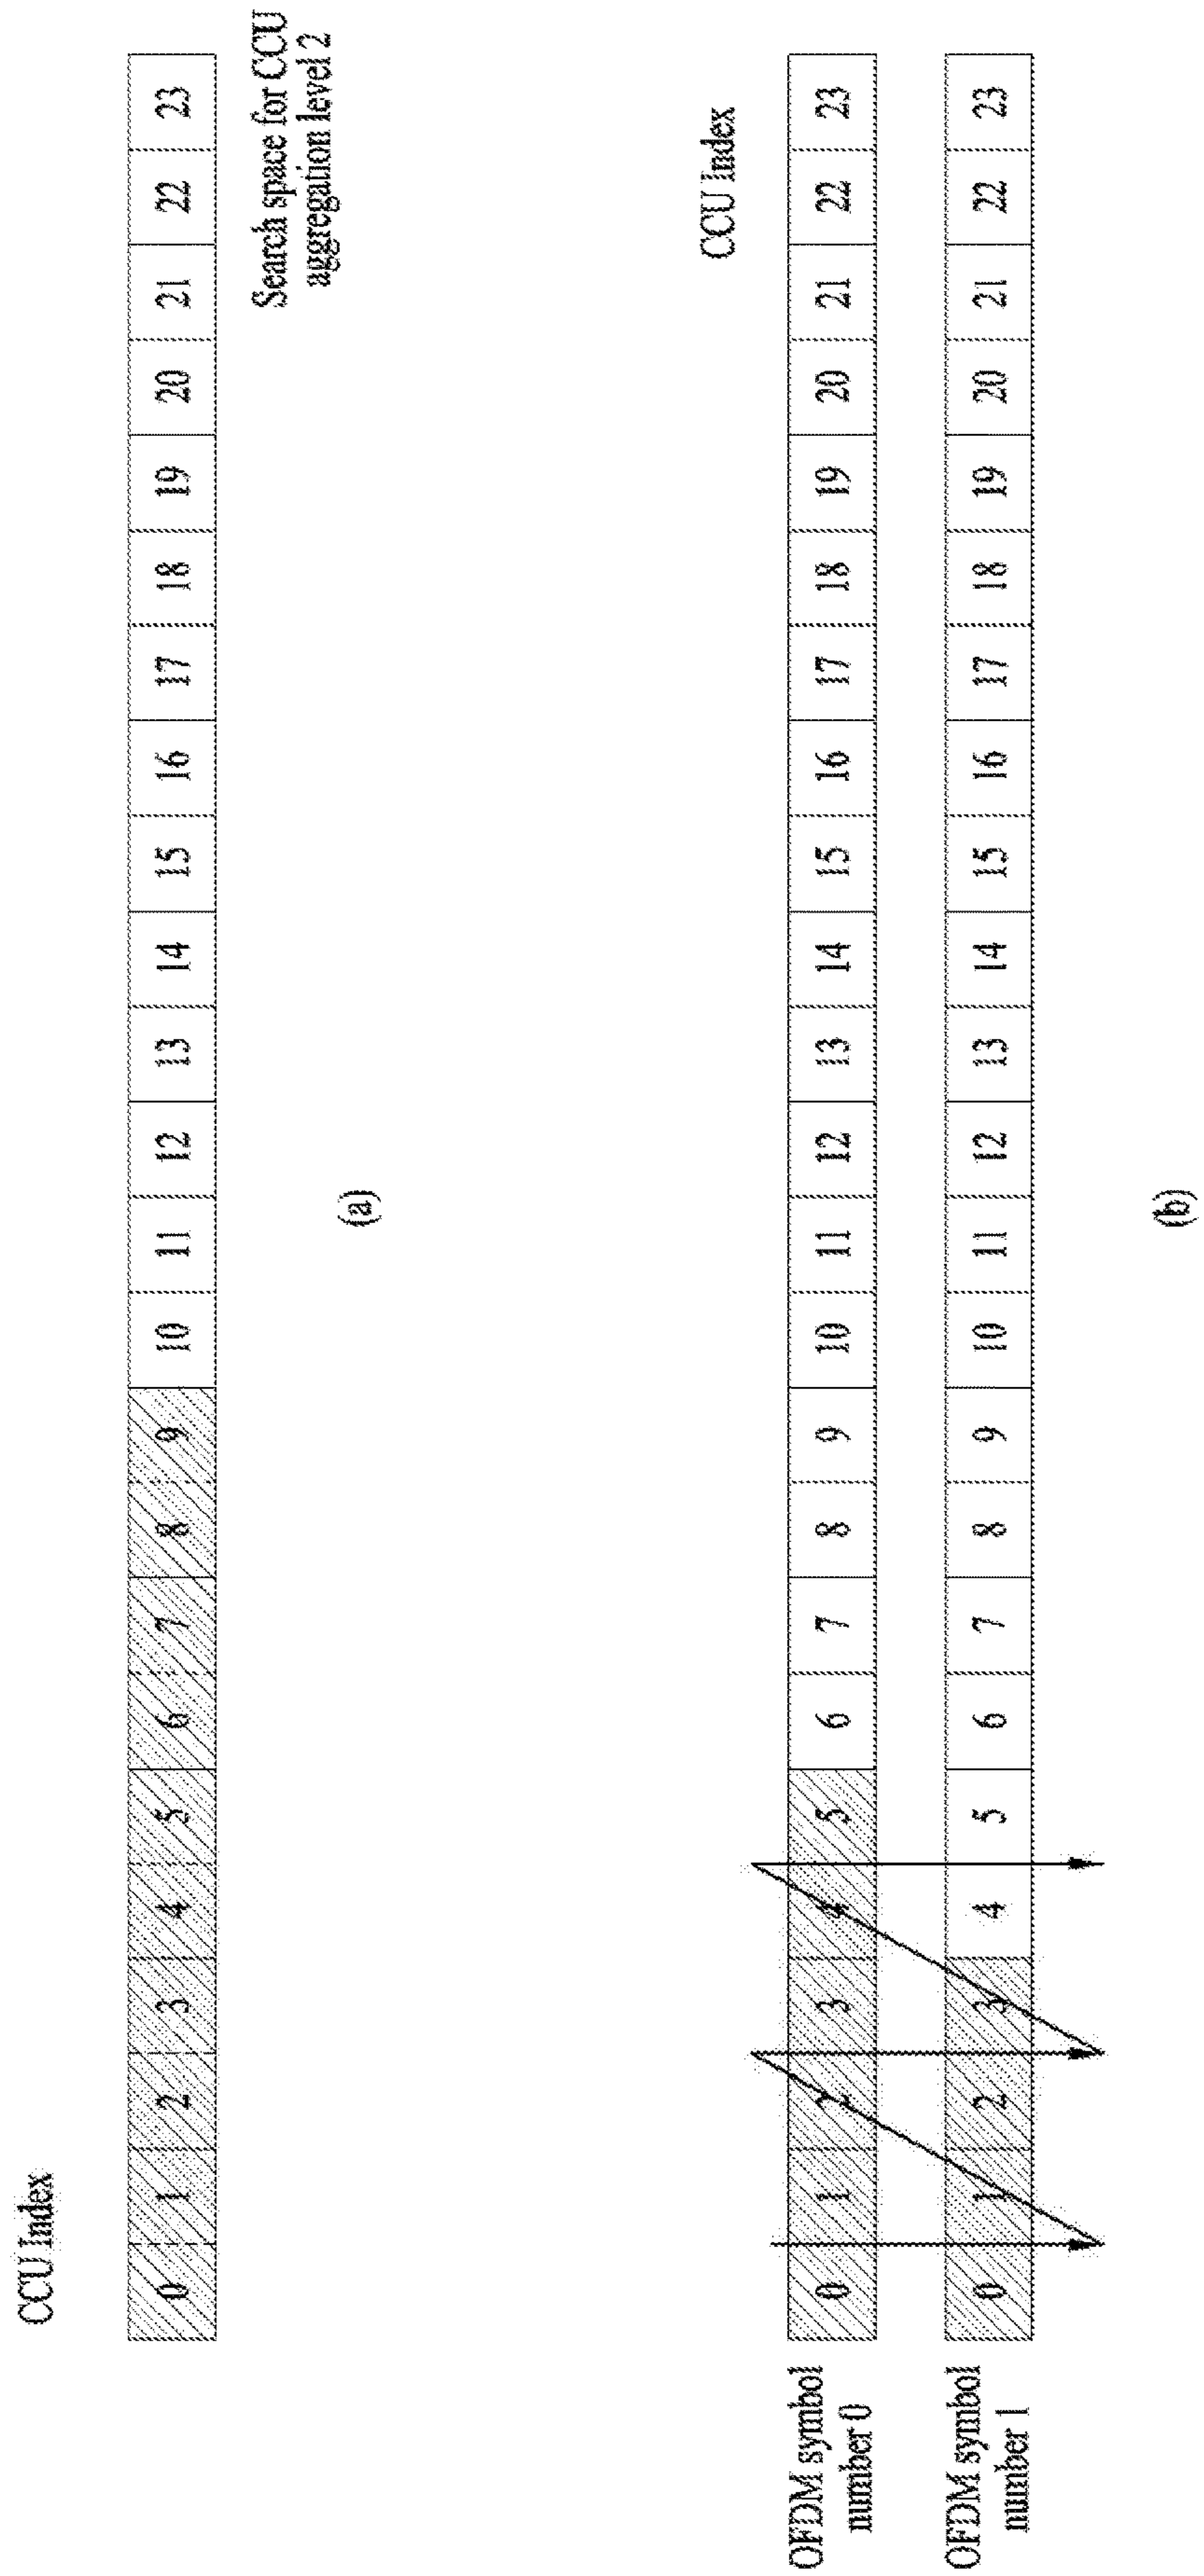 CCU Index
0 1 2 3 4 5 6 7 8 9 10 11 12 13 14 15 16 17 18 19 20 21 22 23
Search space for CCU
aggregation level 2
(a)
CCU Index
OFDM symbol
number 0
0 1 2 3 4 5 6 7 8 9 10 11 12 13 14 15 16 17 18 19 20 21 22 23
OFDM symbol
number 1
0 1 2 3 4 5 6 7 8 9 10 11 12 13 14 15 16 17 18 19 20 21 22 23
(b)